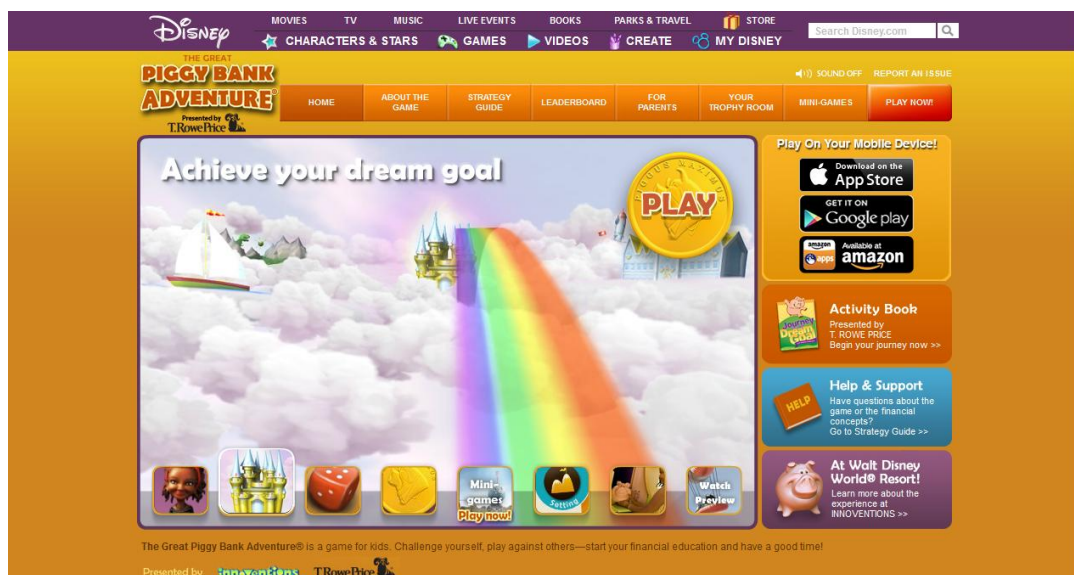 Disney
MOVIES TV MUSIC LIVE EVENTS BOOKS PARKS & TRAVEL STORE
CHARACTERS & STARS GAMES VIDEOS CREATE MY DISNEY
Search Disney.com
THE GREAT
PIGGY BANK
ADVENTURE®
Presented by
T.RowePrice
SOUND OFF REPORT AN ISSUE
HOME
ABOUT THE
GAME
STRATEGY
GUIDE
LEADERBOARD
FOR
PARENTS
YOUR
TROPHY ROOM
MINI-GAMES
PLAY NOW!
Achieve your dream goal
PIGGUS MAXIMUS
PLAY
Mini-
games
Play now!
Setting
Watch
Preview
Play On Your Mobile Device!
Download on the
App Store
GET IT ON
Google play
amazon
apps
Available at
amazon
Journey
Dream
Goal
Activity Book
Presented by
T. ROWE PRICE
Begin your journey now >>
HELP
Help & Support
Have questions about the
game or the financial
concepts?
Go to Strategy Guide >>
At Walt Disney
World® Resort!
Learn more about the
experience at
INNOVENTIONS >>
The Great Piggy Bank Adventure® is a game for kids. Challenge yourself, play against others—start your financial education and have a good time!
Presented by innoventions T.RowePrice